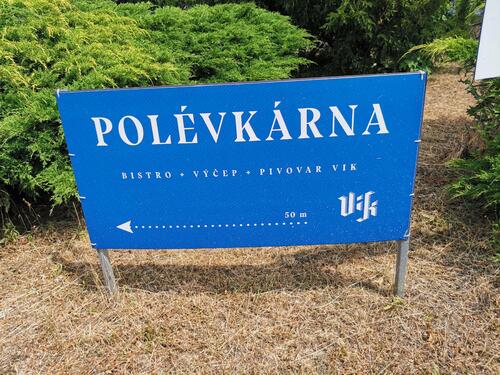 POLÉVKÁRNA
BISTRO + VÝČEP + PIVOVAR VIK
50 m
Vik